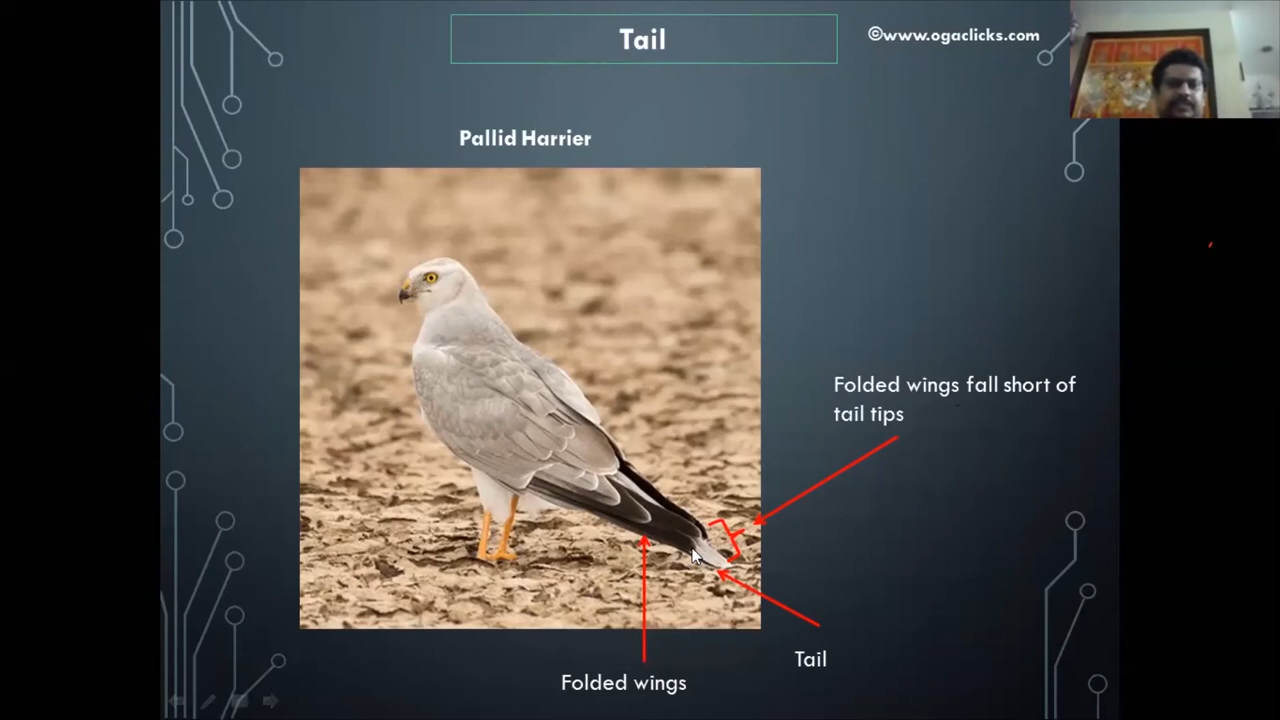 Tail
©www.ogaclicks.com
Pallid Harrier
Folded wings fall short of
tail tips
Tail
Folded wings